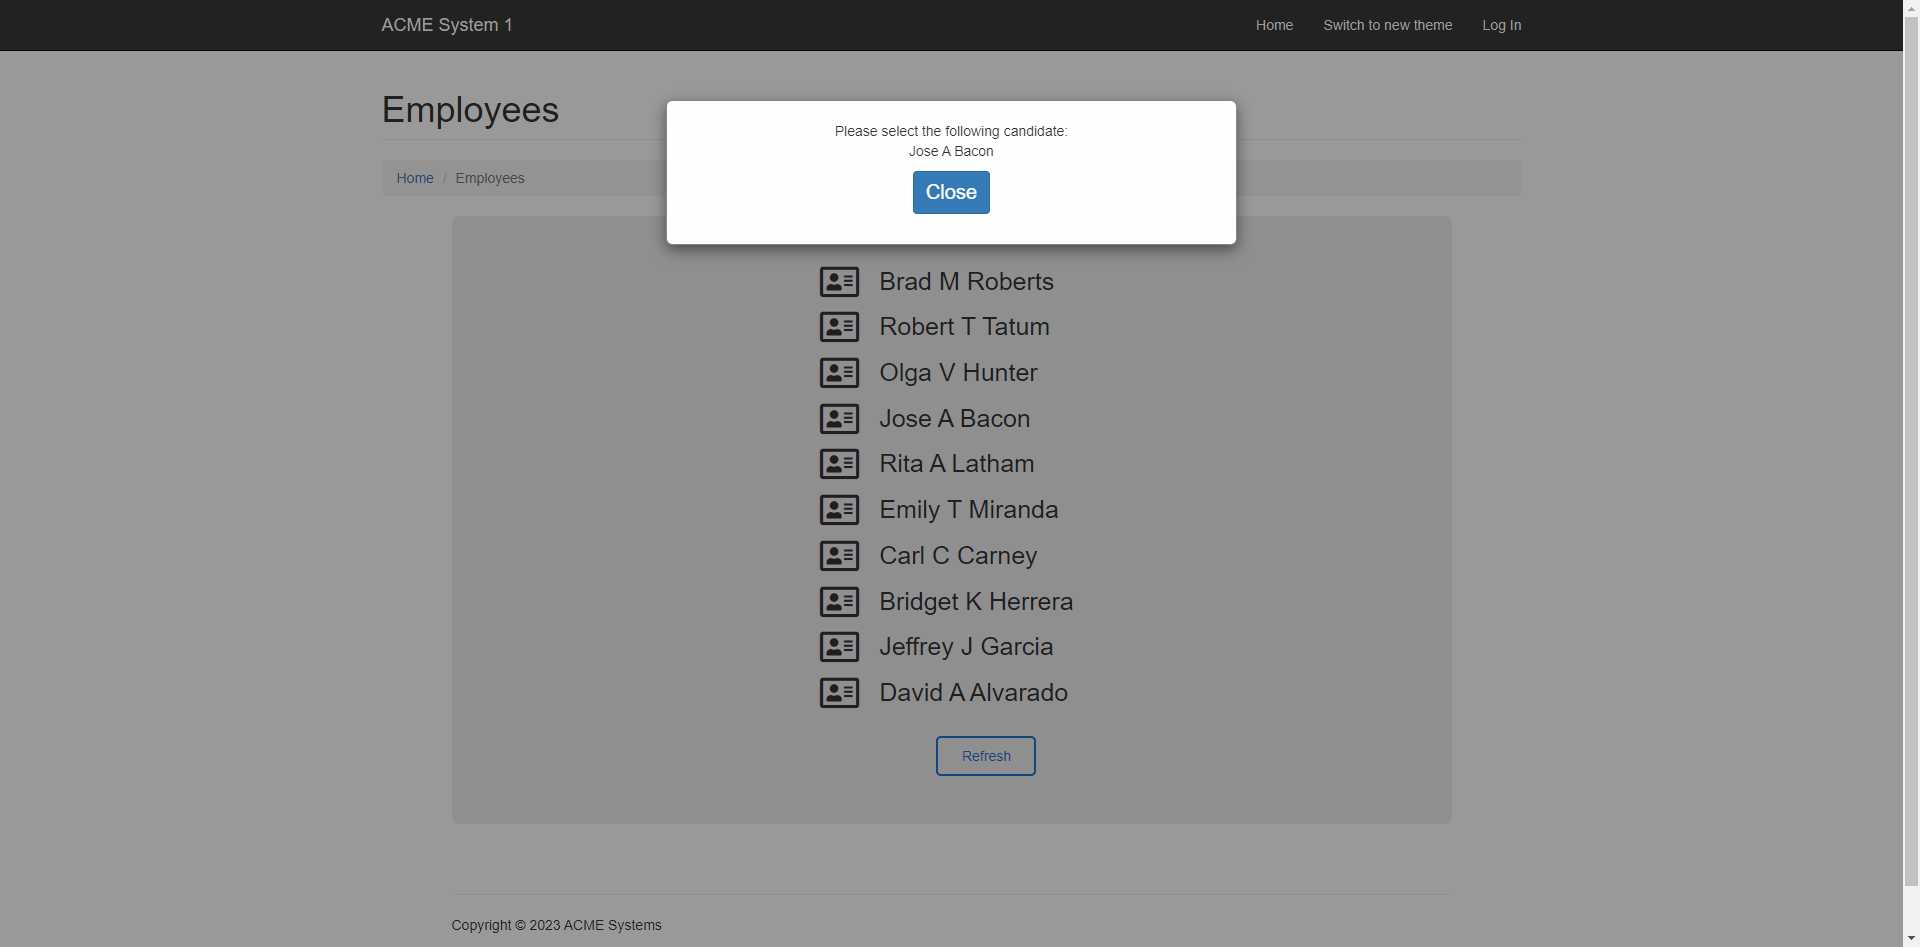 ACME System 1
Home
Switch to new theme
Log In
Employees
Please select the following candidate:
Jose A Bacon
Close
Home / Employees
Brad M Roberts
Robert T Tatum
Olga V Hunter
Jose A Bacon
Rita A Latham
Emily T Miranda
Carl C Carney
Bridget K Herrera
Jeffrey J Garcia
David A Alvarado
Refresh
Copyright © 2023 ACME Systems